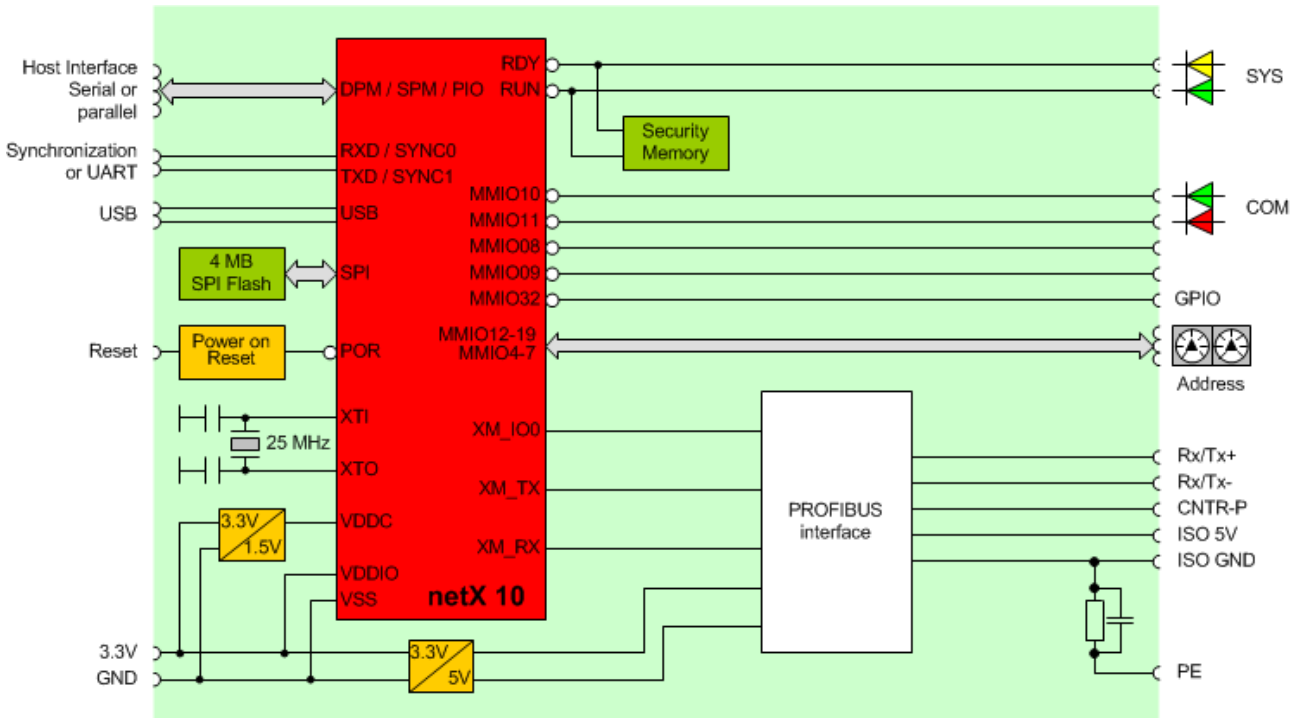 Host Interface
Serial or
parallel
Synchronization
or UART
USB
Reset
3.3V
GND
4 MB
SPI Flash
Power on
Reset
25 MHz
3.3V
1.5V
DPM / SPM / PIO
RXD / SYNC0
TXD / SYNC1
USB
SPI
POR
XTI
XTO
VDDC
VDDIO
VSS
netX 10
RDY
RUN
MMIO10
MMIO11
MMIO08
MMIO09
MMIO32
MMIO12-19
MMIO4-7
XM_IO0
XM_TX
XM_RX
3.3V
5V
Security
Memory
PROFIBUS
interface
SYS
COM
GPIO
Address
Rx/Tx+
Rx/Tx-
CNTR-P
ISO 5V
ISO GND
PE